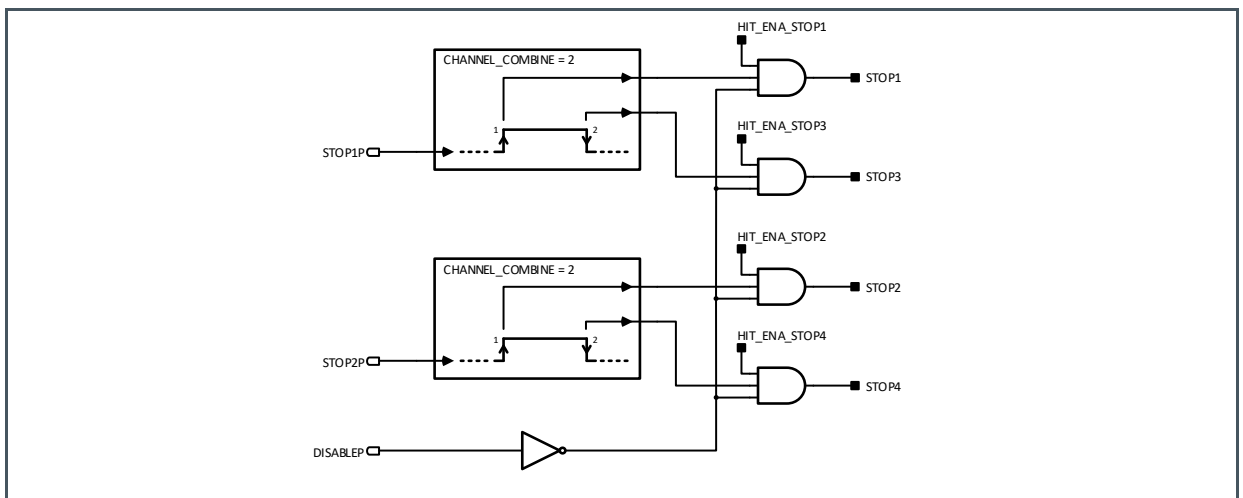 HIT_ENA_STOP1
CHANNEL_COMBINE = 2
STOP1
1
2
HIT_ENA_STOP3
STOP1P
STOP3
HIT_ENA_STOP2
CHANNEL_COMBINE = 2
STOP2
1
2
HIT_ENA_STOP4
STOP2P
STOP4
DISABLEP